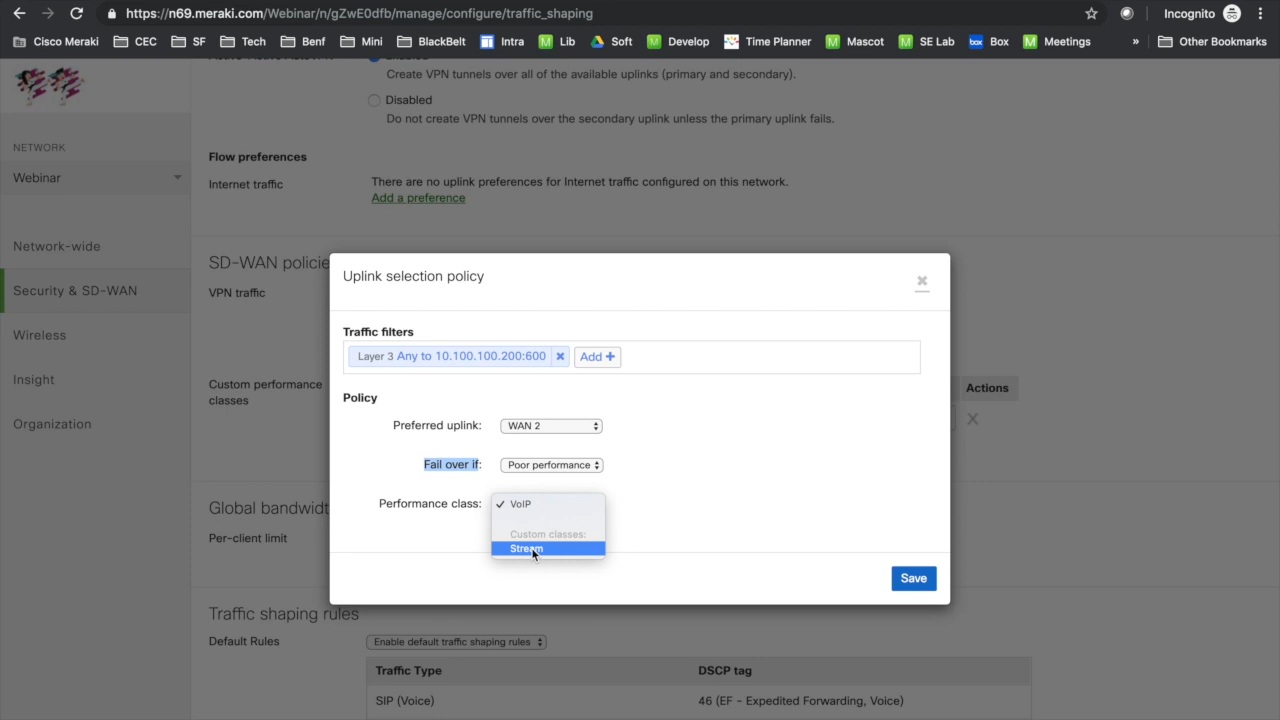 https://n69.meraki.com/Webinar/n/gZwE0dfb/manage/configure/traffic_shaping
Incognito
Cisco Meraki
CEC
SF
Tech
Benf
Mini
BlackBelt
Intra
Lib
Soft
Develop
Time Planner
Mascot
SE Lab
Box
Meetings
»
Other Bookmarks
Create VPN tunnels over all of the available uplinks (primary and secondary).
Disabled
Do not create VPN tunnels over the secondary uplink unless the primary uplink fails.
NETWORK
Webinar
Network-wide
Security & SD-WAN
Wireless
Insight
Organization
Flow preferences
Internet traffic
There are no uplink preferences for Internet traffic configured on this network.
Add a preference
SD-WAN policie
VPN traffic
Custom performance
classes
Actions
Uplink selection policy
Traffic filters
Layer 3 Any to 10.100.100.200:600
Add +
Policy
Preferred uplink: WAN 2
Fail over if: Poor performance
Performance class: ✓ VoIP
Custom classes:
Stream
Save
Global bandwidt
Per-client limit
Traffic shaping rules
Default Rules
Enable default traffic shaping rules
Traffic Type DSCP tag
SIP (Voice) 46 (EF - Expedited Forwarding, Voice)